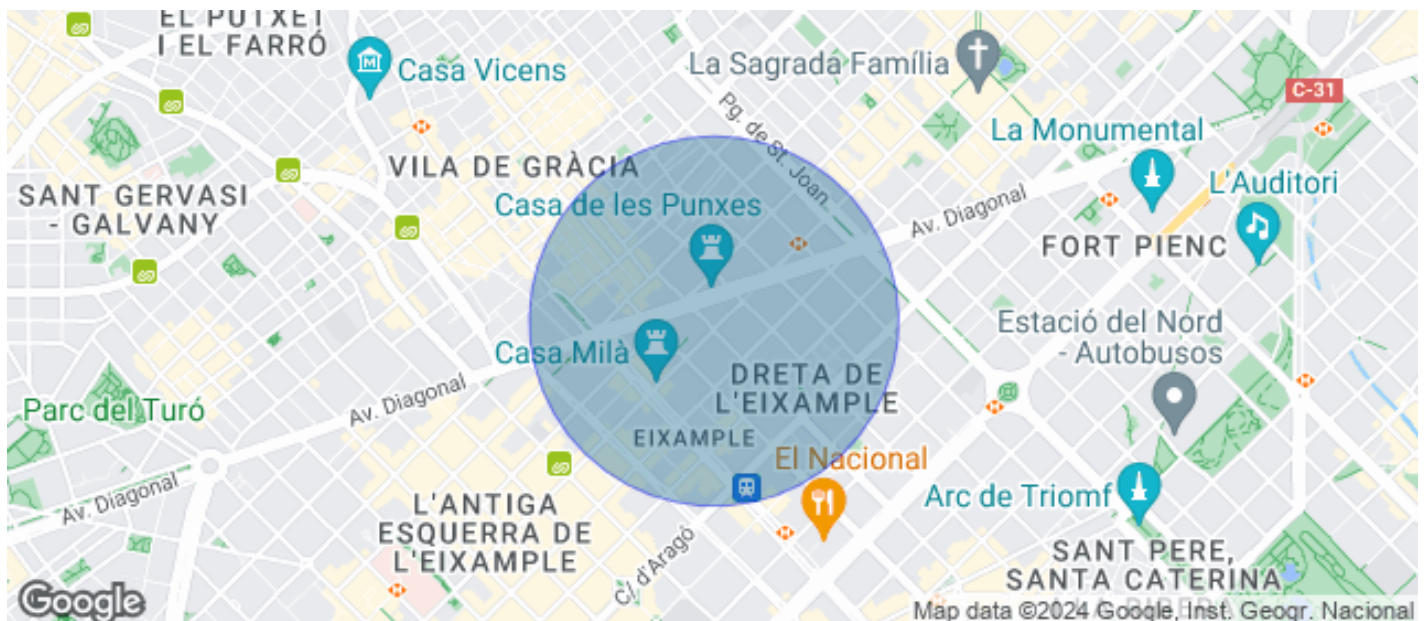 EL PUTXET
I EL FARRÓ
Casa Vicens
La Sagrada Família
C-31
Pg. de St. Joan
La Monumental
VILA DE GRÀCIA
L'Auditori
SANT GERVASI
- GALVANY
Casa de les Punxes
Av. Diagonal
FORT PIENC
Estació del Nord
- Autobusos
Casa Milà
DRETA DE
L'EIXAMPLE
Av. Diagonal
Parc del Turó
EIXAMPLE
El Nacional
Av. Diagonal
L'ANTIGA
ESQUERRA DE
L'EIXAMPLE
Arc de Triomf
C/ d'Aragó
SANT PERE,
SANTA CATERINA
Google
Map data ©2024 Google, Inst. Geogr. Nacional